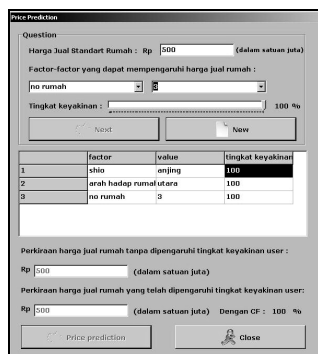 Price Prediction
Question
Harga Jual Standart Rumah : Rp 500 (dalam satuan juta)
Factor-factor yang dapat mempengaruhi harga jual rumah :
no rumah 3
Tingkat keyakinan : 100 %
Next New
factor value tingkat keyakinan
1 shio anjing 100
2 arah hadap rumal utara 100
3 no rumah 3 100
Perkiraan harga jual rumah tanpa dipengaruhi tingkat keyakinan user :
Rp 500 (dalam satuan juta)
Perkiraan harga jual rumah yang telah dipengaruhi tingkat keyakinan user:
Rp 500 (dalam satuan juta) Dengan CF : 100 %
Price prediction Close